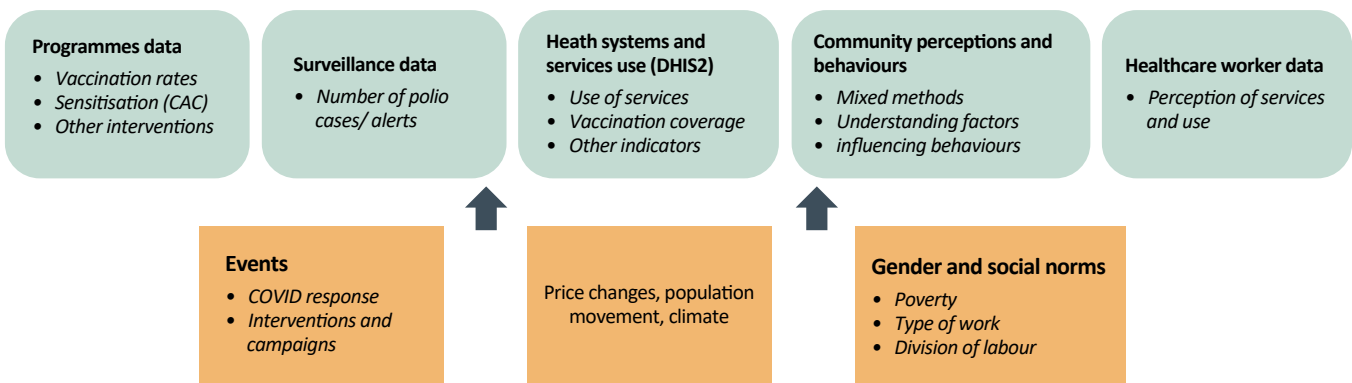 Programmes data
• Vaccination rates
• Sensitisation (CAC)
• Other interventions
Surveillance data
• Number of polio
cases/ alerts
Heath systems and
services use (DHIS2)
• Use of services
• Vaccination coverage
• Other indicators
Community perceptions and
behaviours
• Mixed methods
• Understanding factors
• influencing behaviours
Healthcare worker data
• Perception of services
and use
Events
• COVID response
• Interventions and
campaigns
Price changes, population
movement, climate
Gender and social norms
• Poverty
• Type of work
• Division of labour